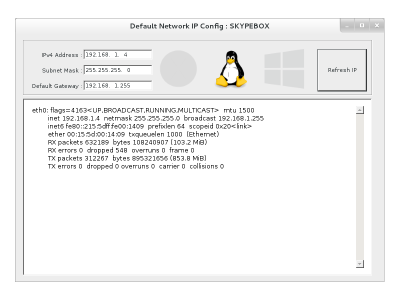 Default Network IP Config : SKYPEBOX
IPv4 Address : 192.168. 1. 4
Subnet Mask : 255.255.255. 0
Default Gateway : 192.168. 1.255
Refresh IP
eth0: flags=4163<UP,BROADCAST,RUNNING,MULTICAST> mtu 1500
inet 192.168.1.4 netmask 255.255.255.0 broadcast 192.168.1.255
inet6 fe80::215:5dff:fe00:1409 prefixlen 64 scopeid 0x20<link>
ether 00:15:5d:00:14:09 txqueuelen 1000 (Ethernet)
RX packets 632189 bytes 108240907 (103.2 MiB)
RX errors 0 dropped 548 overruns 0 frame 0
TX packets 312267 bytes 895321656 (853.8 MiB)
TX errors 0 dropped 0 overruns 0 carrier 0 collisions 0